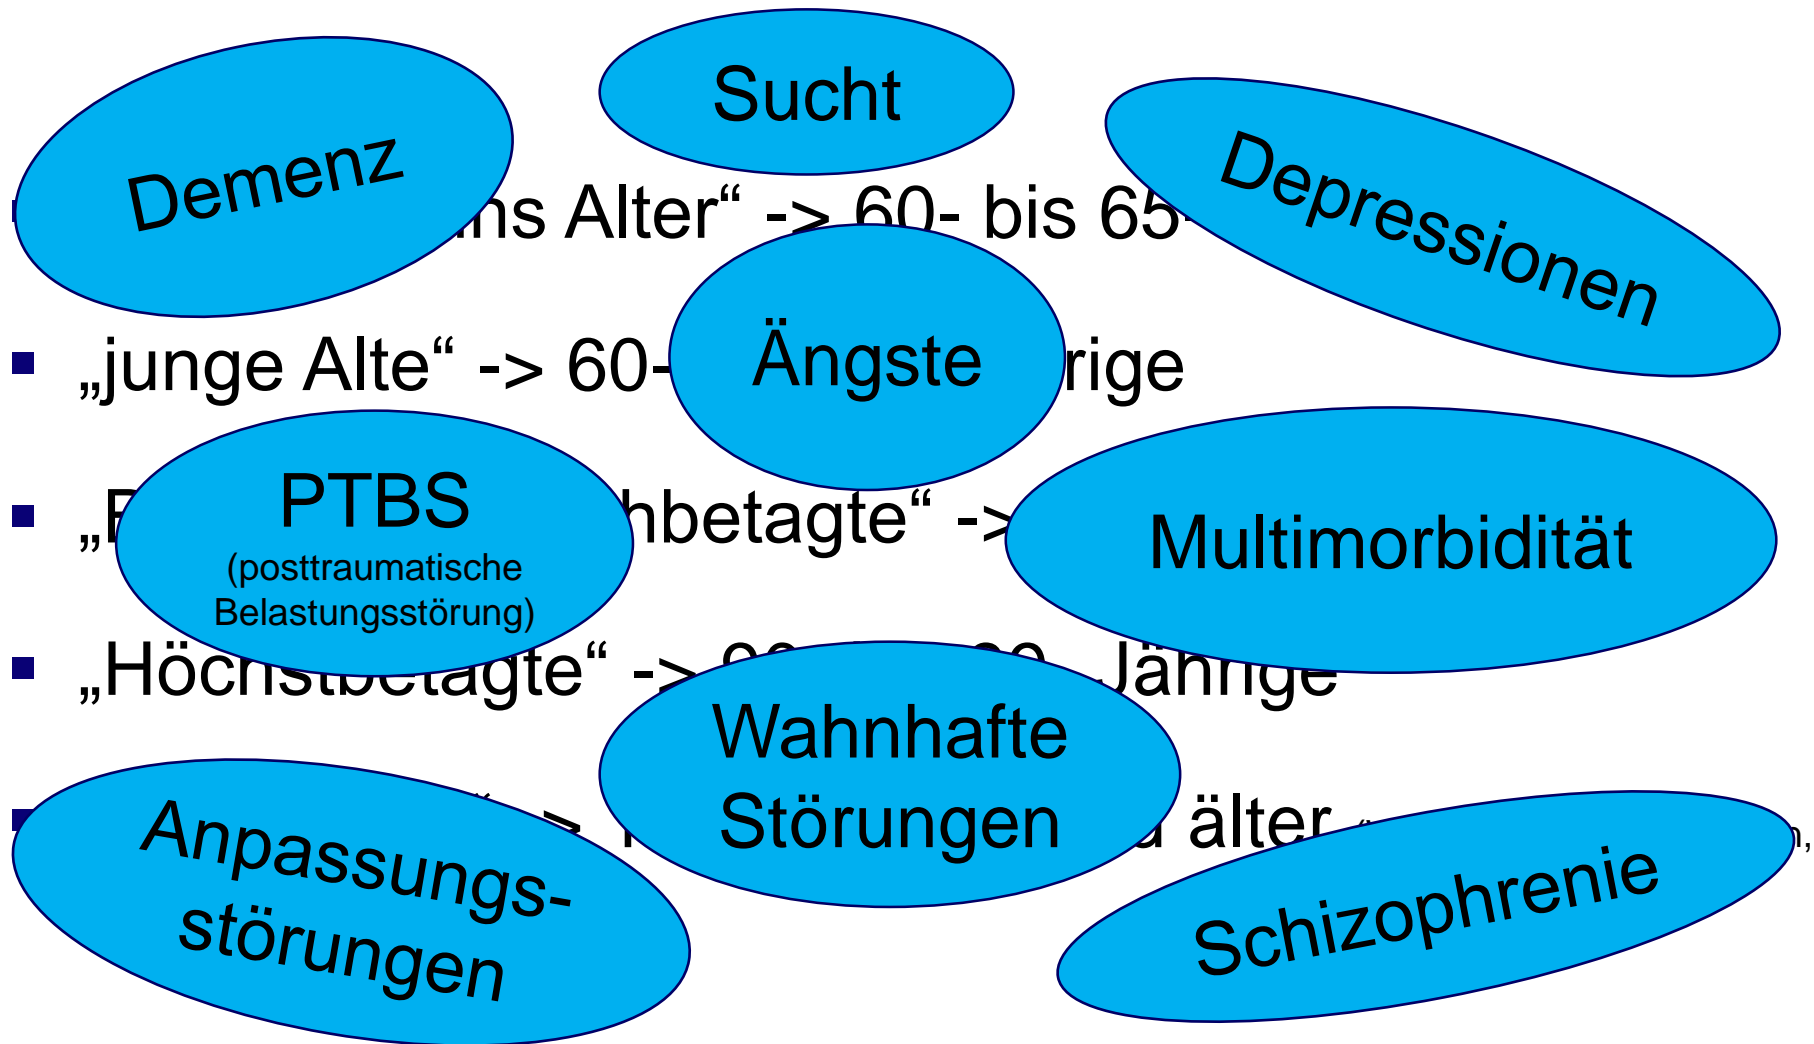 Sucht
Demenz
Depressionen
ins Alter“ -> 60- bis 65-
Ängste
„junge Alte“ -> 60- rige
PTBS
(posttraumatische
Belastungsstörung)
hbetagte“ ->
Multimorbidität
„Höchstbetagte“ -> Jährige
Wahnhafte
Störungen
Anpassungs-
störungen
älter
Schizophrenie